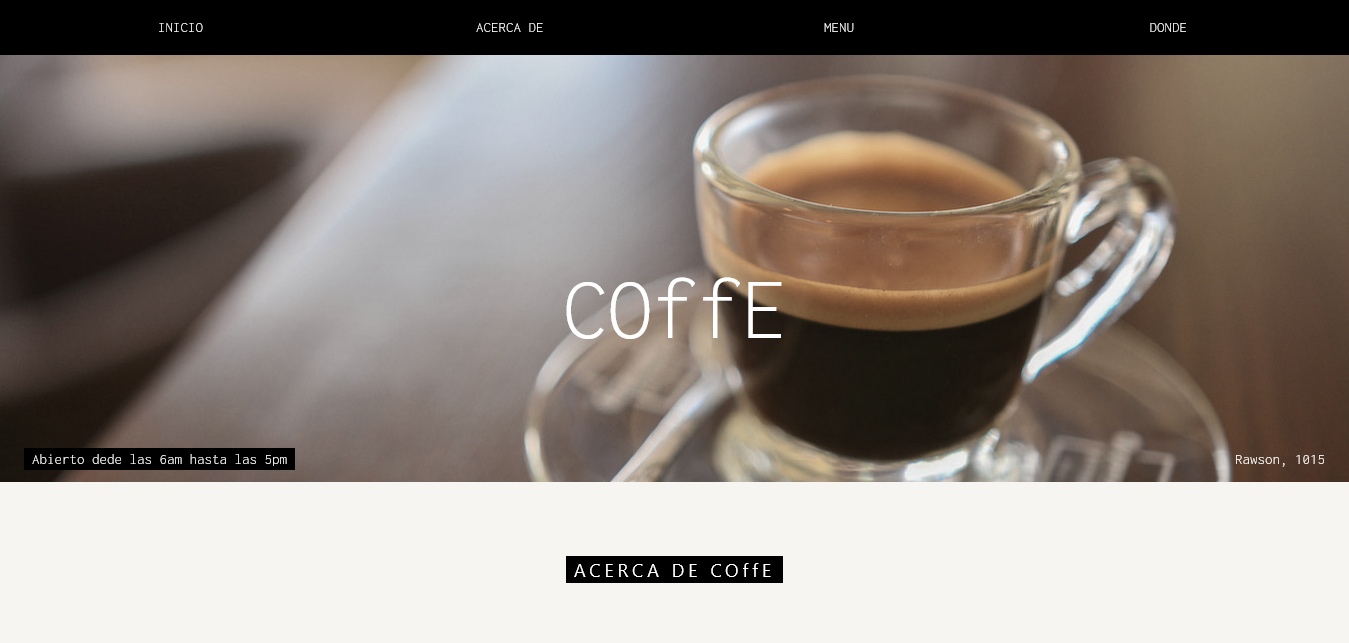 INICIO ACERCA DE MENU DONDE
COffE
Abierto dede las 6am hasta las 5pm
Rawson, 1015
ACERCA DE COffE